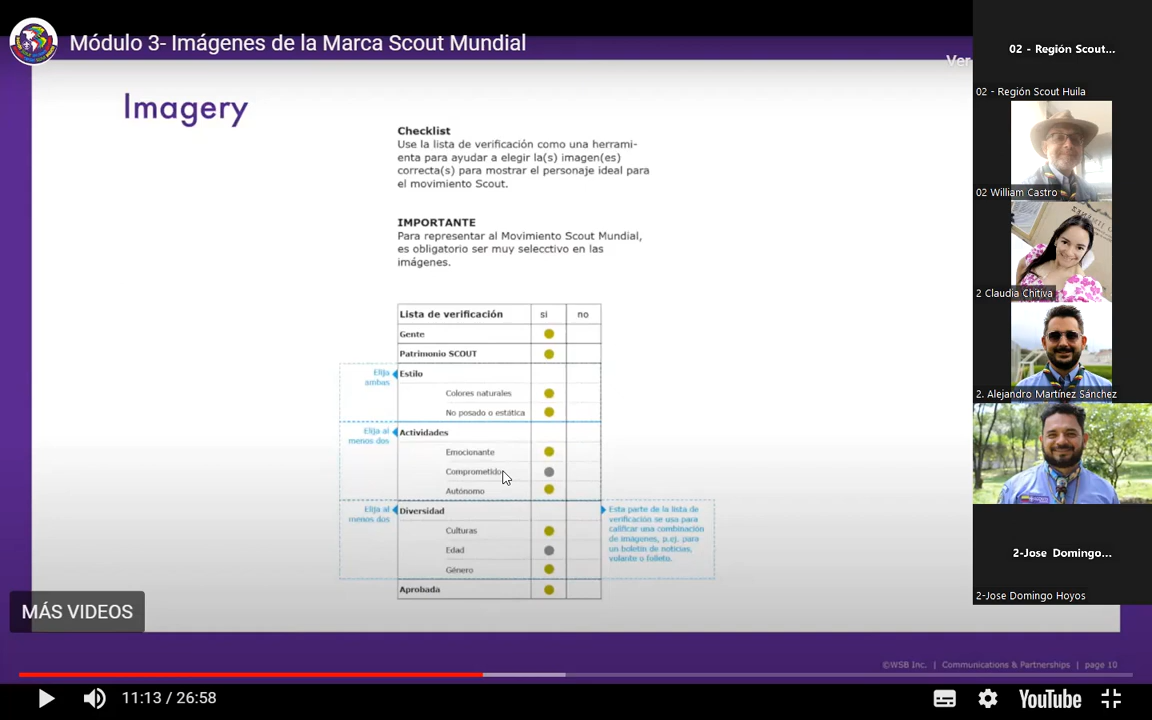 Módulo 3- Imágenes de la Marca Scout Mundial
Ver
Imagery
Checklist
Use la lista de verificación como una herrami-
enta para ayudar a elegir la(s) imagen(es)
correcta(s) para mostrar el personaje ideal para
el movimiento Scout.
IMPORTANTE
Para representar al Movimiento Scout Mundial,
es obligatorio ser muy selecctivo en las
imágenes.
Lista de verificación si no
Gente
Patrimonio SCOUT
Elija
ambas
Estilo
Colores naturales
No posado o estática
Elija al
menos dos
Actividades
Emocionante
Comprometido
Autónomo
Elija al
menos dos
Diversidad
Culturas
Edad
Género
Esta parte de la lista de
verificación se usa para
calificar una combinación
de imágenes, p.ej. para
un boletín de noticias,
volante o folleto.
Aprobada
MÁS VIDEOS
©WSB Inc. | Communications & Partnerships | page 10
11:13 / 26:58
YouTube
02 - Región Scout...
02 - Región Scout Huila
02 William Castro
2 Claudia Chitiva
2. Alejandro Martínez Sánchez
2-Jose Domingo...
2-Jose Domingo Hoyos